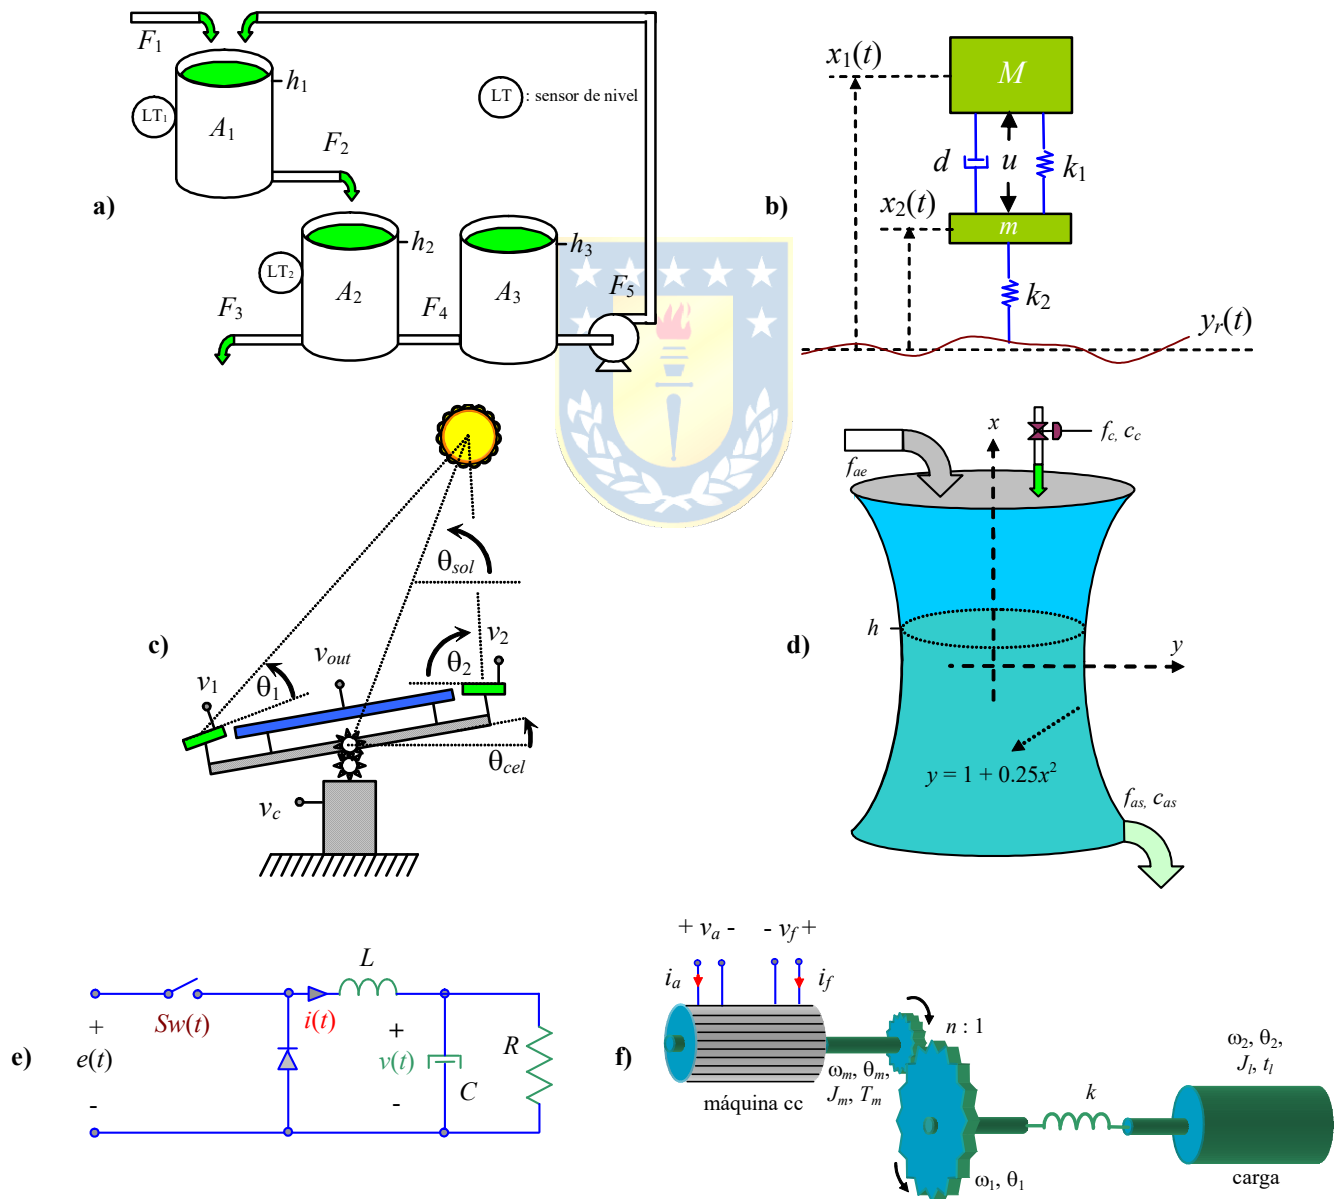 a)
F1
h1
LT1
A1
F2
LT : sensor de nivel
h2
LT2
A2
h3
A3
F3
F4
F5
b)
x1(t)
M
d
u
k1
x2(t)
m
k2
yr(t)
c)
θsol
v1
θ1
vout
θ2
v2
θcel
vc
d)
x
fc, cc
fae
h
y
y = 1 + 0.25x²
fas, cas
e)
+
e(t)
-
Sw(t)
i(t)
L
+
v(t)
-
C
R
f)
+ va -
- vf +
ia
if
máquina cc
ωm, θm,
Jm, Tm
n : 1
ω1, θ1
k
ω2, θ2,
Jl, tl
carga